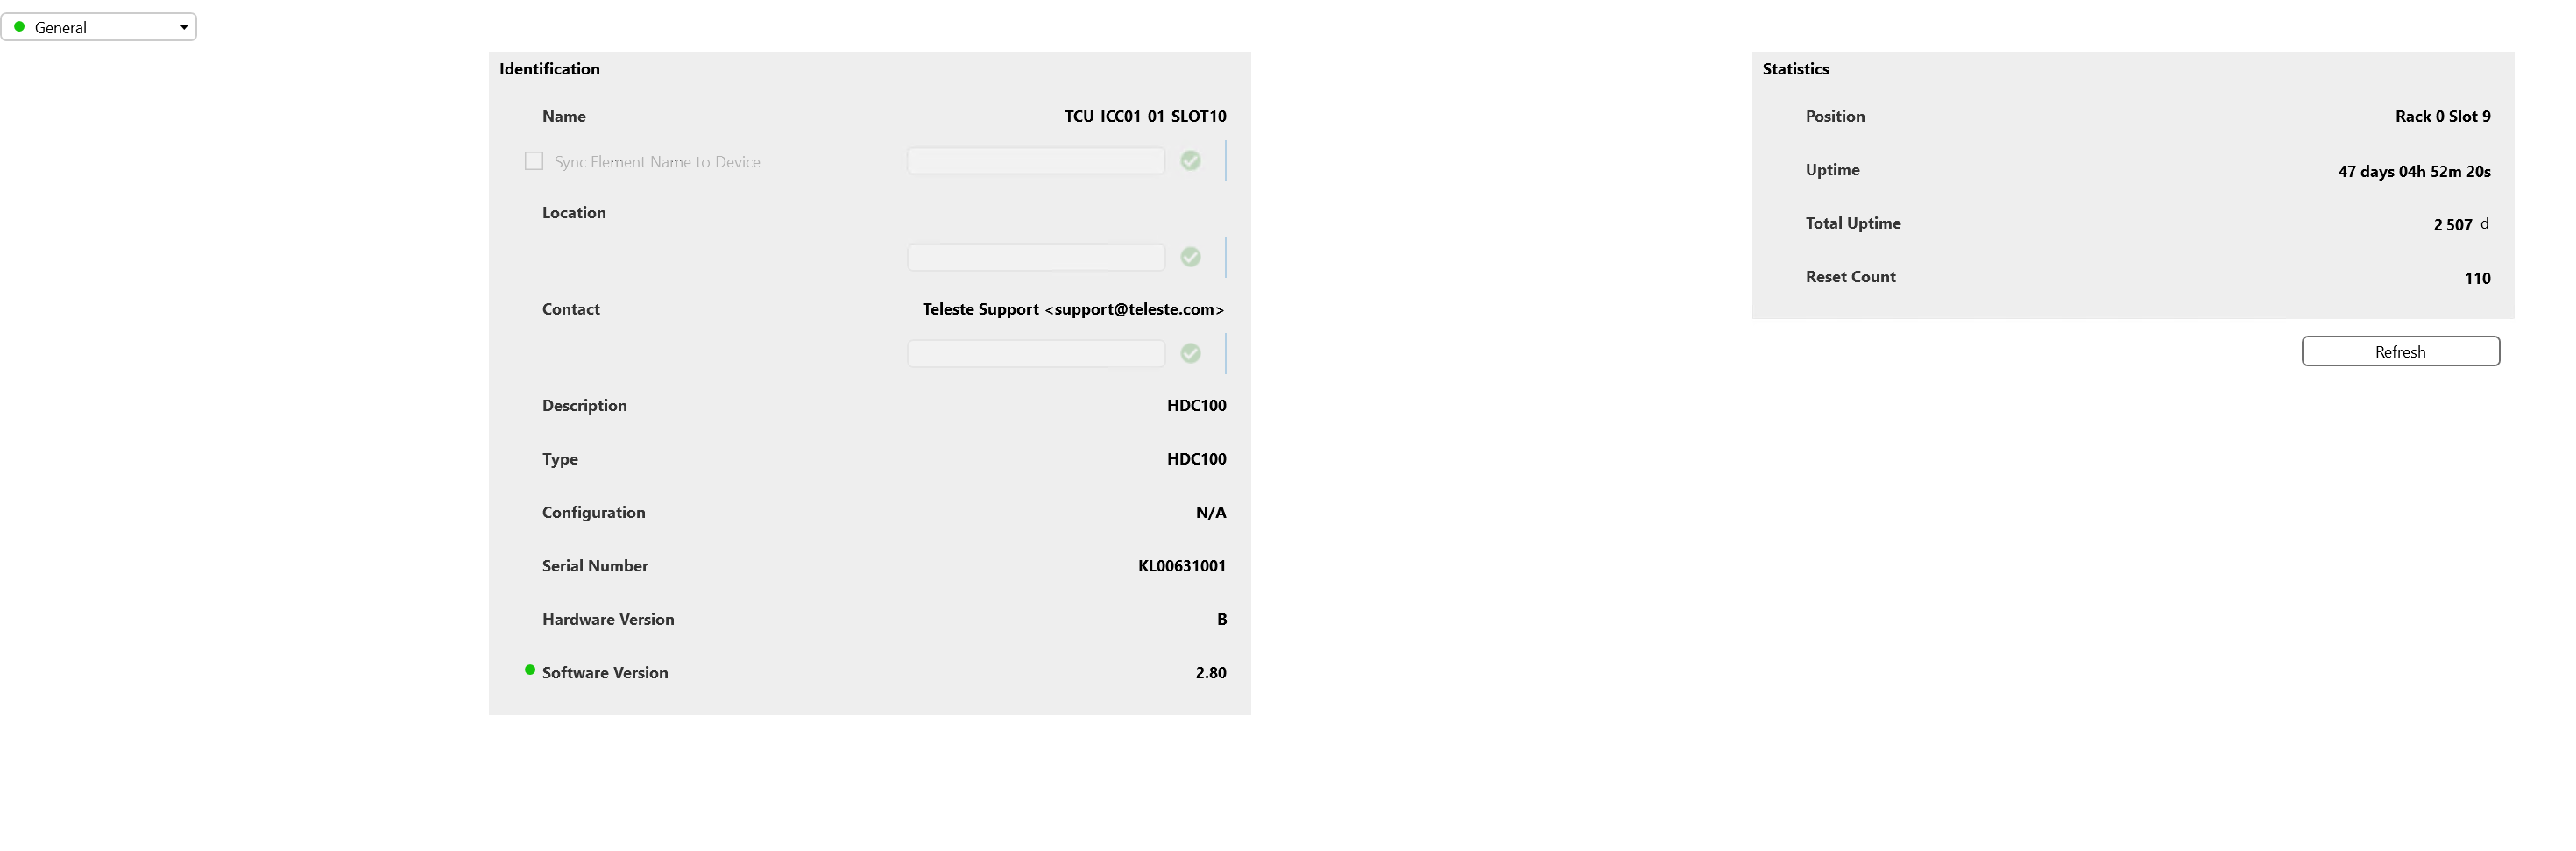 General
Identification
Name TCU_ICC01_01_SLOT10
Sync Element Name to Device
Location
Contact Teleste Support <support@teleste.com>
Description HDC100
Type HDC100
Configuration N/A
Serial Number KL00631001
Hardware Version B
Software Version 2.80
Statistics
Position Rack 0 Slot 9
Uptime 47 days 04h 52m 20s
Total Uptime 2 507 d
Reset Count 110
Refresh